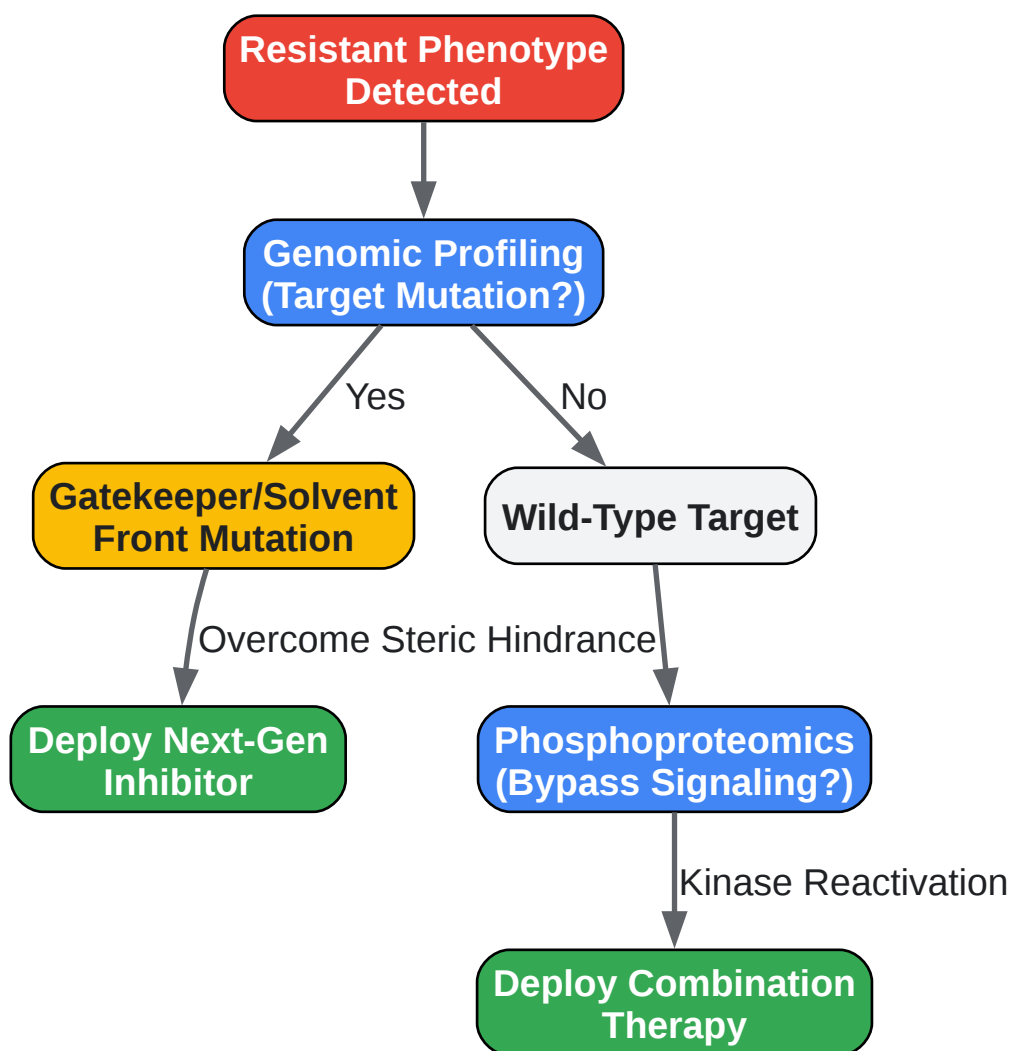 Resistant Phenotype
Detected
Genomic Profiling
(Target Mutation?)
Yes
No
Gatekeeper/Solvent
Front Mutation
Wild-Type Target
Overcome Steric Hindrance
Deploy Next-Gen
Inhibitor
Phosphoproteomics
(Bypass Signaling?)
Kinase Reactivation
Deploy Combination
Therapy